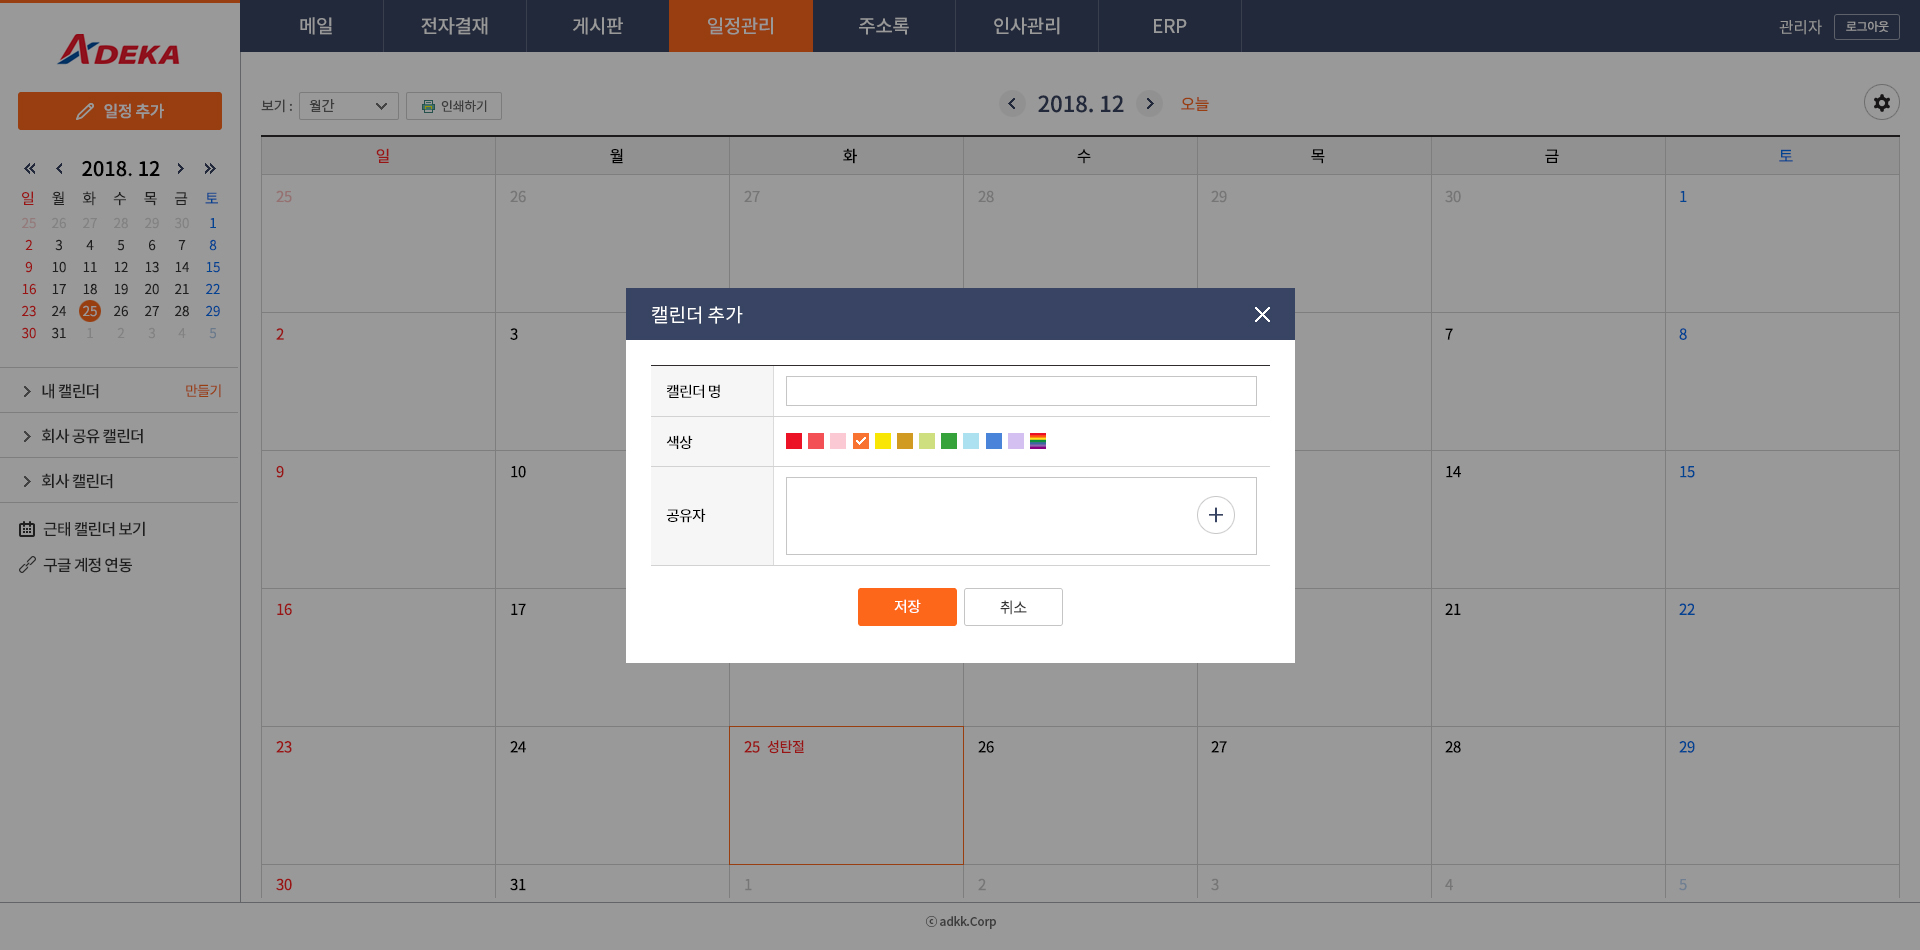 ADEKA
메일 전자결재 게시판 일정관리 주소록 인사관리 ERP 관리자 로그아웃
일정 추가
2018. 12
일 월 화 수 목 금 토
25 26 27 28 29 30 1
2 3 4 5 6 7 8
9 10 11 12 13 14 15
16 17 18 19 20 21 22
23 24 25 26 27 28 29
30 31 1 2 3 4 5
내 캘린더 만들기
회사 공유 캘린더
회사 캘린더
근태 캘린더 보기
구글 계정 연동
보기 : 월간 인쇄하기 2018. 12 오늘
일 월 화 수 목 금 토
25 26 27 28 29 30 1
2 3 7 8
9 10 14 15
16 17 21 22
23 24 25 성탄절 26 27 28 29
30 31 1 2 3 4 5
캘린더 추가
캘린더 명
색상
공유자
저장 취소
ⓒ adkk.Corp